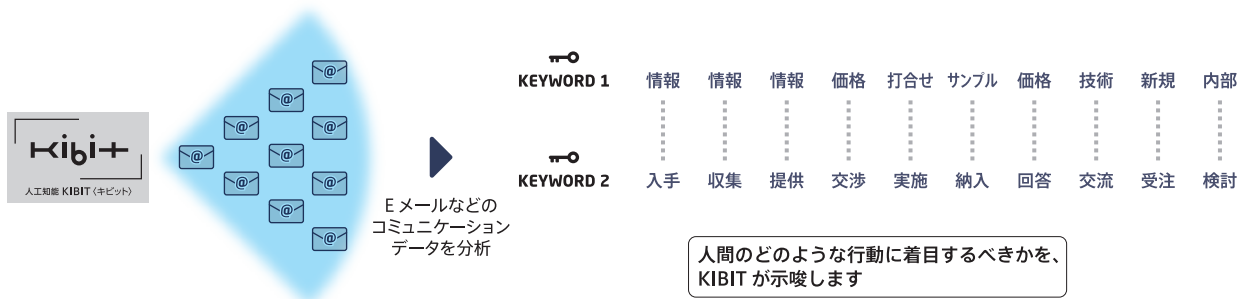 Kibit
人工知能 KIBIT〈キビット〉
@
@
@
@
@
@
@
@
@
@
Eメールなどの
コミュニケーション
データを分析
KEYWORD 1 情報 情報 情報 価格 打合せ サンプル 価格 技術 新規 内部
KEYWORD 2 入手 収集 提供 交渉 実施 納入 回答 交流 受注 検討
人間のどのような行動に着目するべきかを、
KIBIT が示唆します